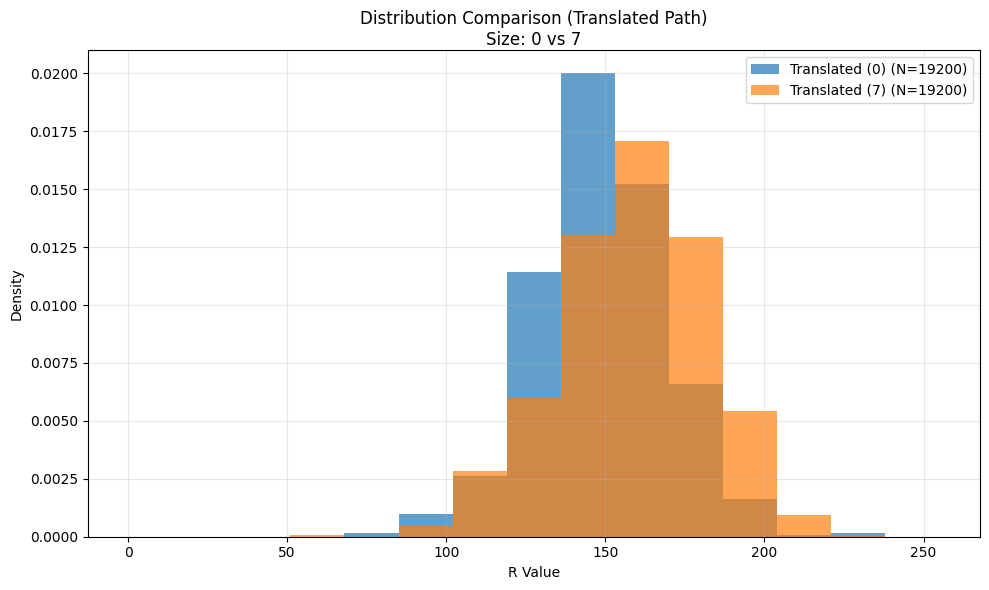 Distribution Comparison (Translated Path)
Size: 0 vs 7
Translated (0) (N=19200)
Translated (7) (N=19200)
0.0200
0.0175
0.0150
0.0125
0.0100
0.0075
0.0050
0.0025
0.0000
Density
0 50 100 150 200 250
R Value